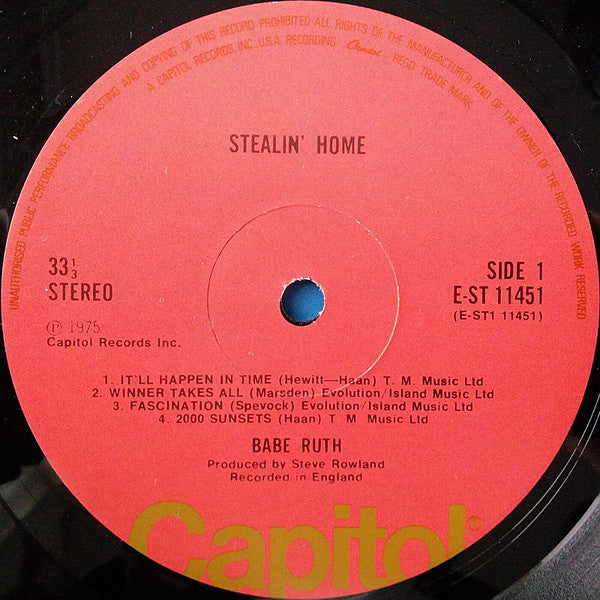 UNAUTHORISED PUBLIC PERFORMANCE BROADCASTING AND COPYING OF THIS RECORD PROHIBITED ALL RIGHTS OF THE MANUFACTURER AND OF THE OWNER OF THE RECORDED WORK RESERVED
A CAPITOL RECORDS, INC. U.S.A. RECORDING. Capitol REGD. TRADE MARK.
STEALIN' HOME
33 1/3
STEREO
SIDE 1
E-ST 11451
(E-ST1 11451)
℗ 1975
Capitol Records Inc.
1. IT'LL HAPPEN IN TIME (Hewitt—Haan) T. M. Music Ltd
2. WINNER TAKES ALL (Marsden) Evolution/Island Music Ltd
3. FASCINATION (Spevock) Evolution/Island Music Ltd
4. 2000 SUNSETS (Haan) T M Music Ltd
BABE RUTH
Produced by Steve Rowland
Recorded in England
Capitol®